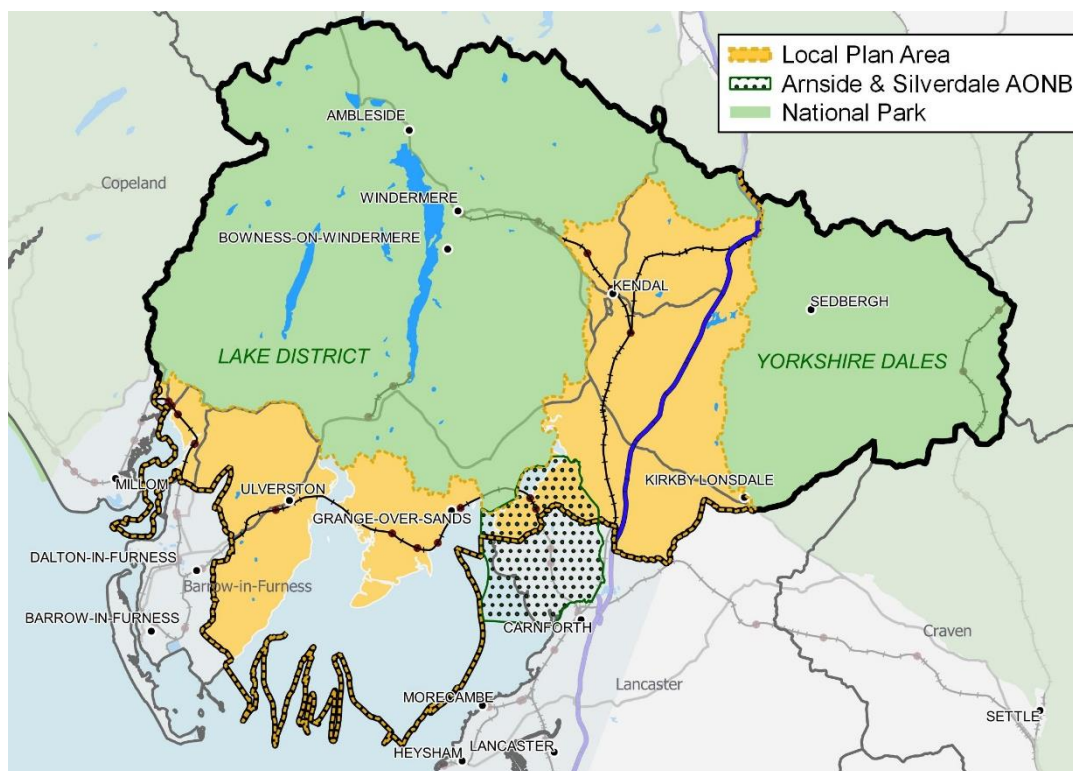 Local Plan Area
Arnside & Silverdale AONB
National Park
AMBLESIDE
Copeland
WINDERMERE
BOWNESS-ON-WINDERMERE
KENDAL
SEDBERGH
LAKE DISTRICT
YORKSHIRE DALES
MILLOM
ULVERSTON
KIRKBY LONSDALE
GRANGE-OVER-SANDS
DALTON-IN-FURNESS
Barrow-in-Furness
BARROW-IN-FURNESS
CARNFORTH
Craven
Lancaster
MORECAMBE
SETTLE
HEYSHAM
LANCASTER